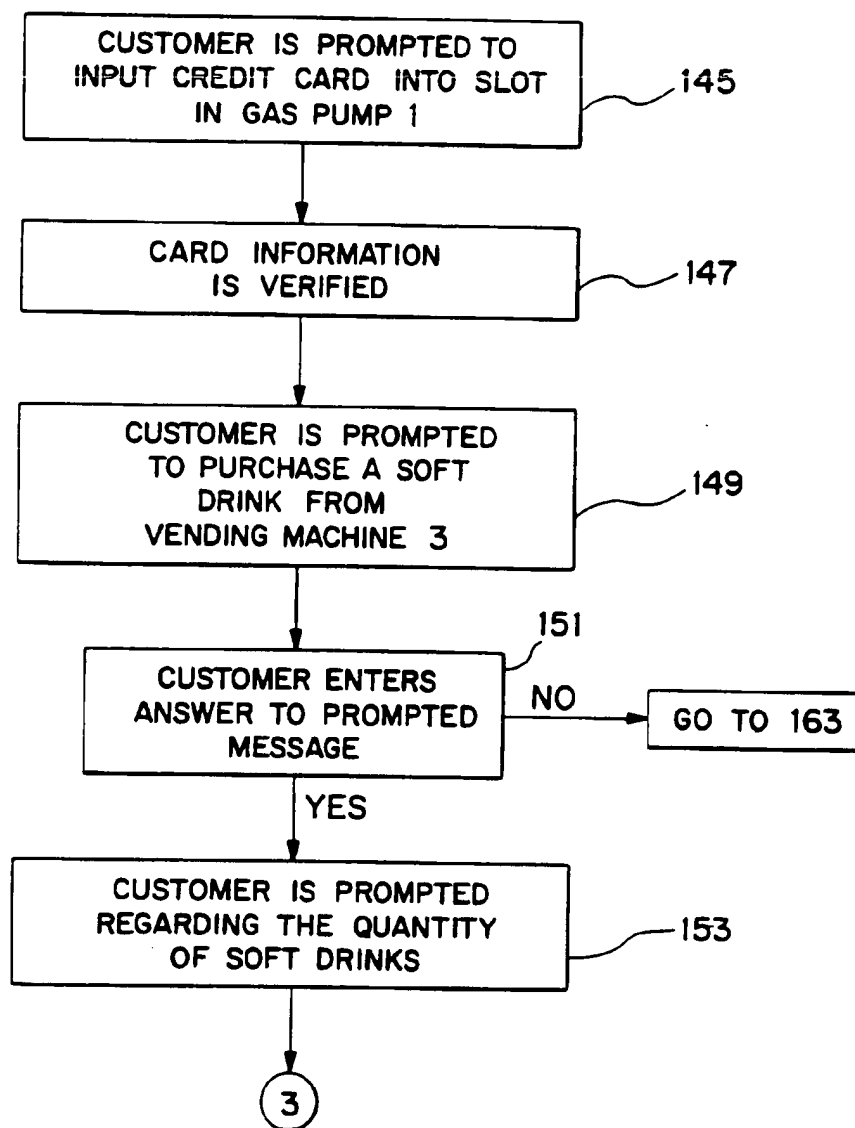 CUSTOMER IS PROMPTED TO
INPUT CREDIT CARD INTO SLOT
IN GAS PUMP 1
145
CARD INFORMATION
IS VERIFIED
147
CUSTOMER IS PROMPTED
TO PURCHASE A SOFT
DRINK FROM
VENDING MACHINE 3
149
151
CUSTOMER ENTERS
ANSWER TO PROMPTED
MESSAGE
NO
GO TO 163
YES
CUSTOMER IS PROMPTED
REGARDING THE QUANTITY
OF SOFT DRINKS
153
3